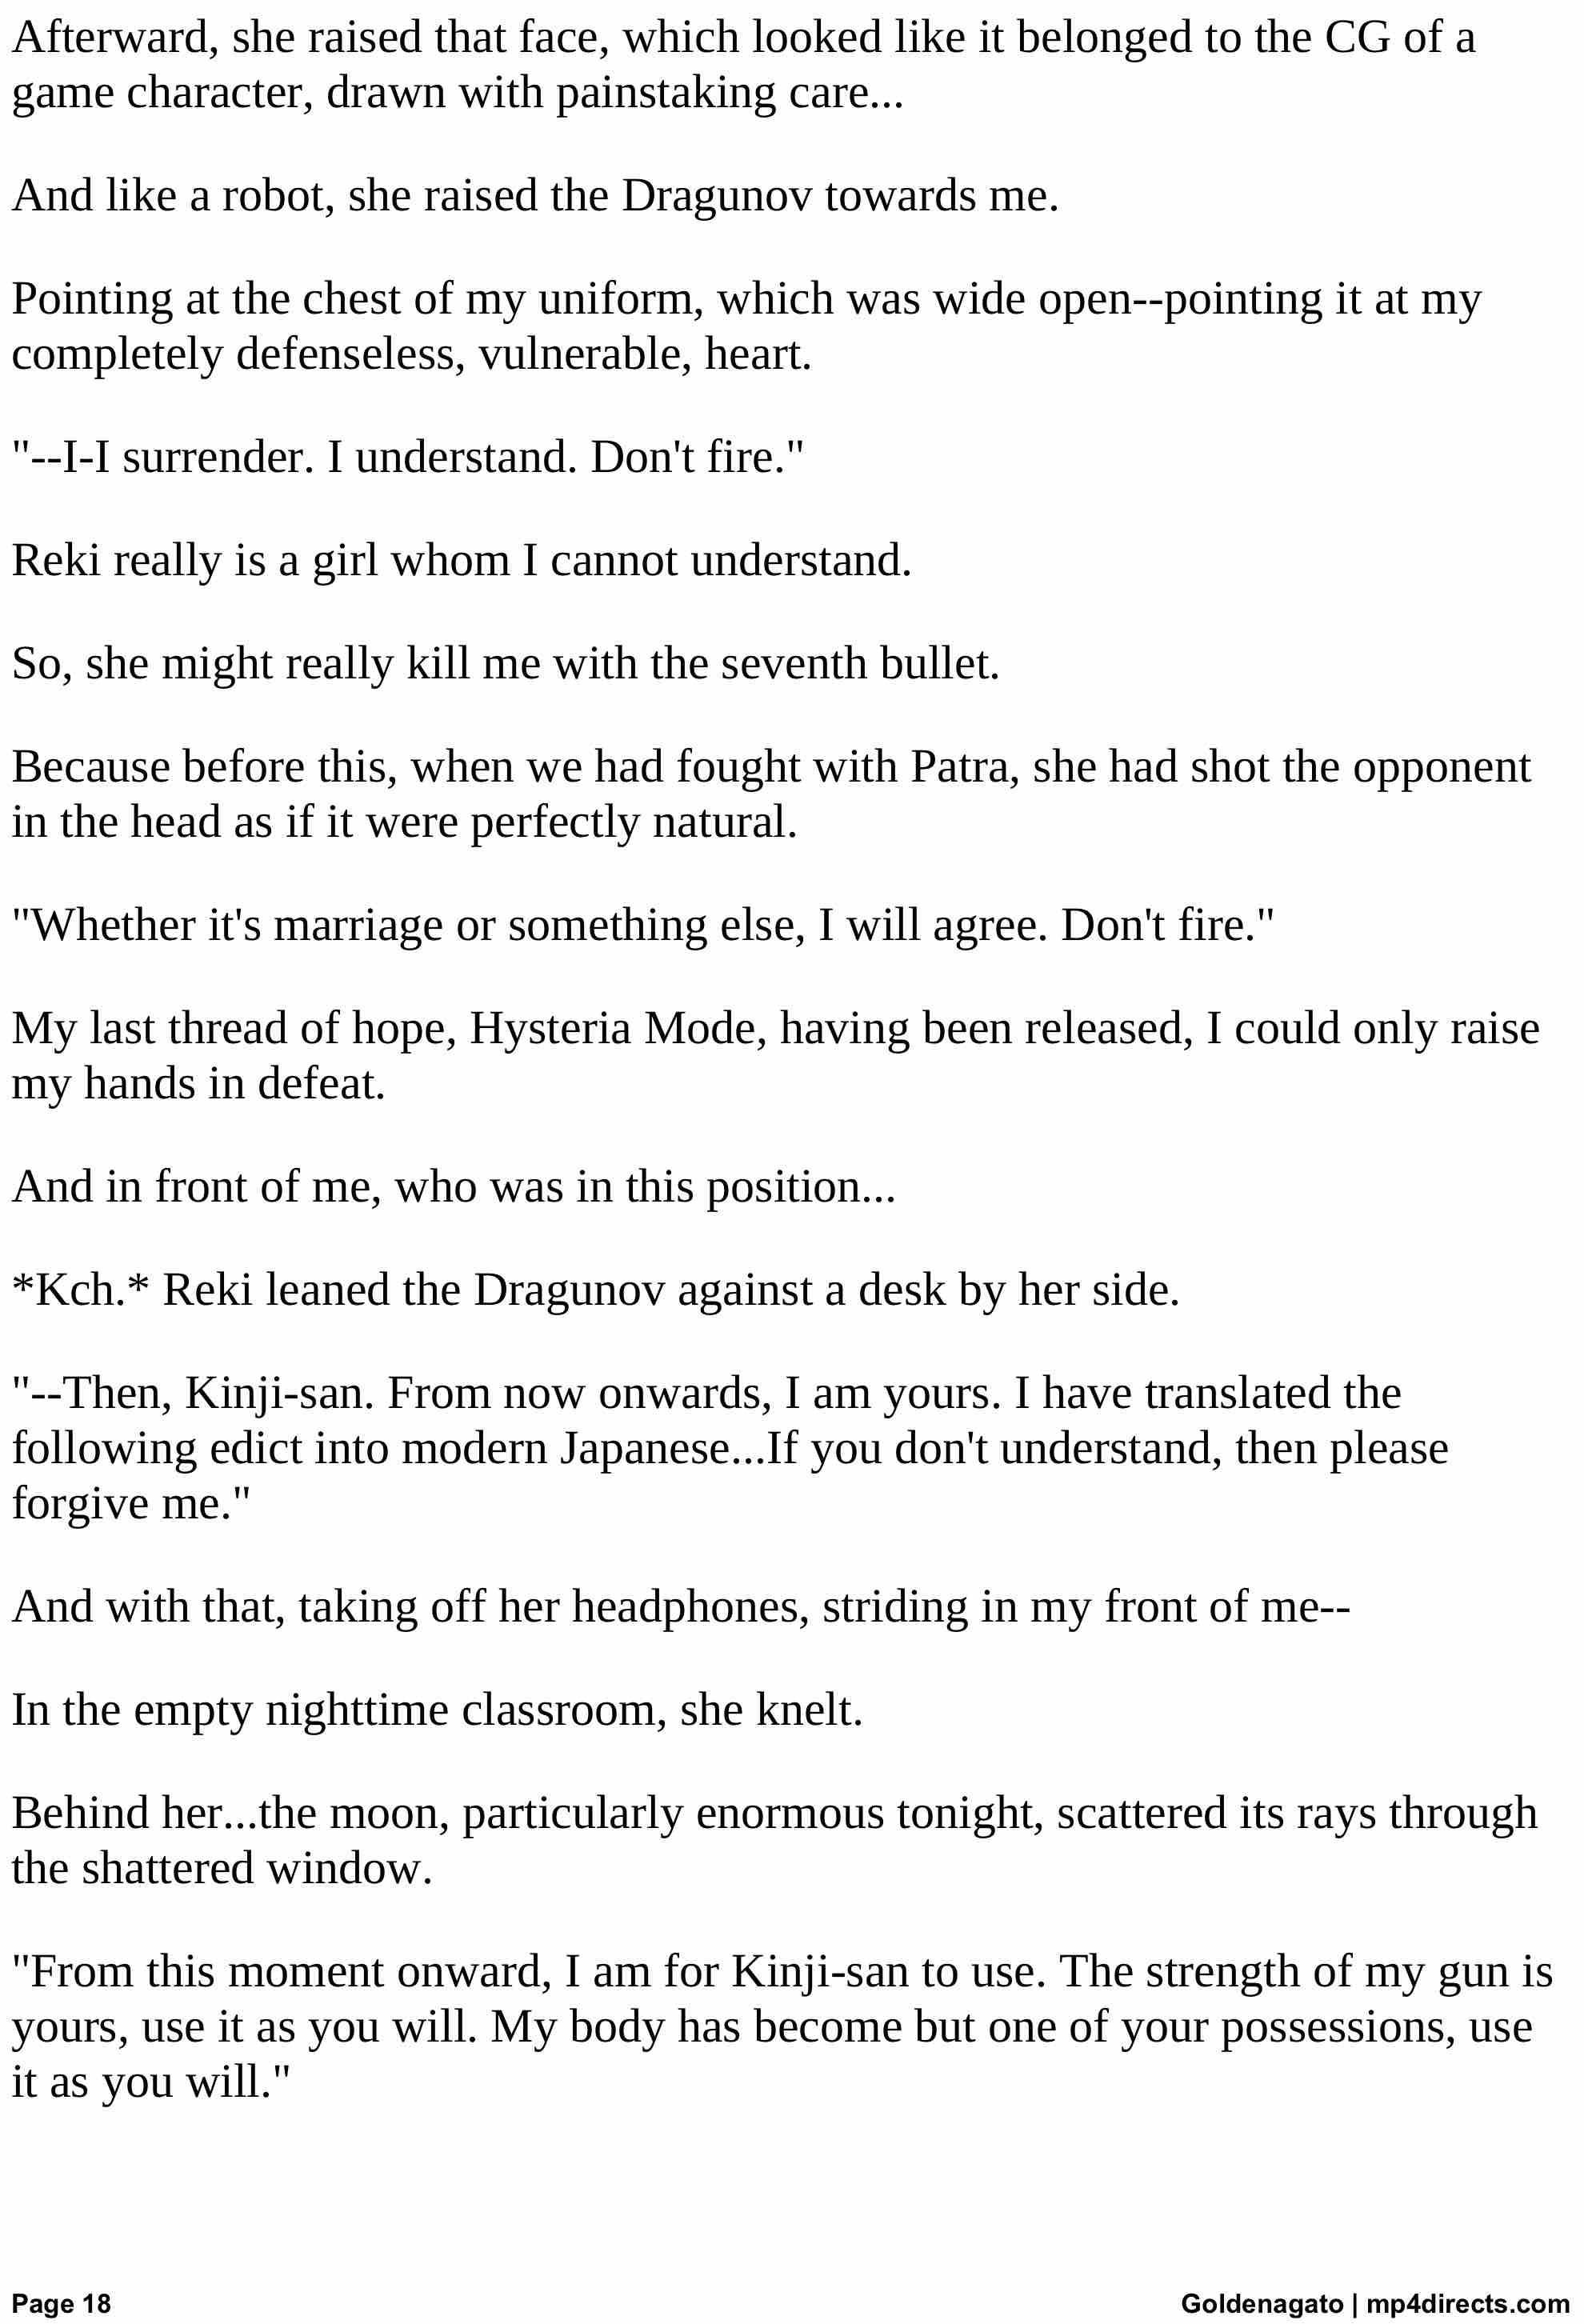 Afterward, she raised that face, which looked like it belonged to the CG of a
game character, drawn with painstaking care...
And like a robot, she raised the Dragunov towards me.
Pointing at the chest of my uniform, which was wide open--pointing it at my
completely defenseless, vulnerable, heart.
"--I-I surrender. I understand. Don't fire."
Reki really is a girl whom I cannot understand.
So, she might really kill me with the seventh bullet.
Because before this, when we had fought with Patra, she had shot the opponent
in the head as if it were perfectly natural.
"Whether it's marriage or something else, I will agree. Don't fire."
My last thread of hope, Hysteria Mode, having been released, I could only raise
my hands in defeat.
And in front of me, who was in this position...
*Kch.* Reki leaned the Dragunov against a desk by her side.
"--Then, Kinji-san. From now onwards, I am yours. I have translated the
following edict into modern Japanese...If you don't understand, then please
forgive me."
And with that, taking off her headphones, striding in my front of me--
In the empty nighttime classroom, she knelt.
Behind her...the moon, particularly enormous tonight, scattered its rays through
the shattered window.
"From this moment onward, I am for Kinji-san to use. The strength of my gun is
yours, use it as you will. My body has become but one of your possessions, use
it as you will."
Page 18
Goldenagato | mp4directs.com